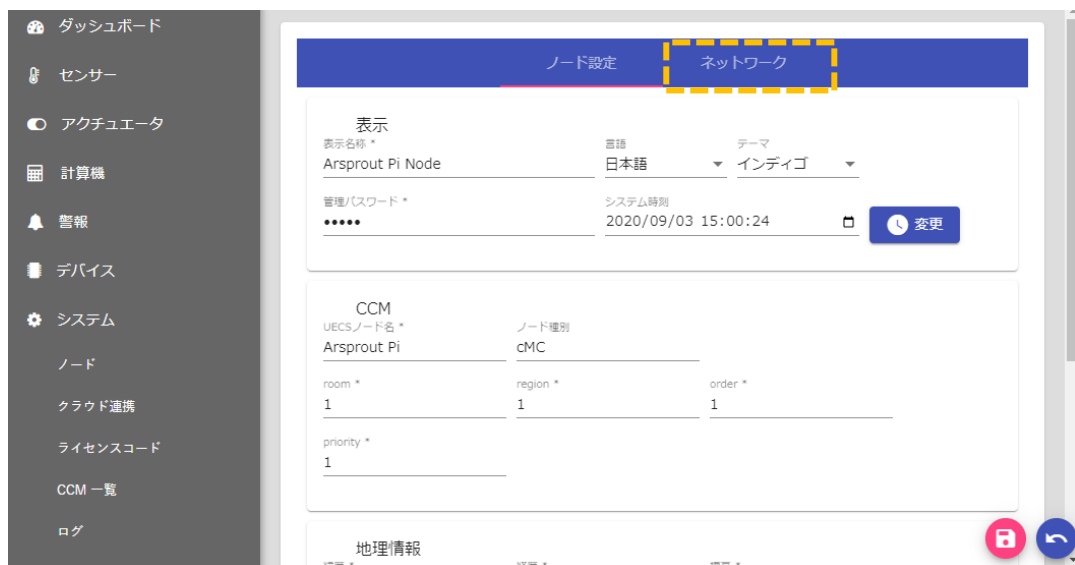 ダッシュボード
センサー
アクチュエータ
計算機
警報
デバイス
システム
ノード
クラウド連携
ライセンスコード
CCM 一覧
ログ
ノード設定 ネットワーク
表示
表示名称 * 言語 テーマ
Arsprout Pi Node 日本語 インディゴ
管理パスワード * システム時刻
••••• 2020/09/03 15:00:24 変更
CCM
UECSノード名 * ノード種別
Arsprout Pi cMC
room * region * order *
1 1 1
priority *
1
地理情報